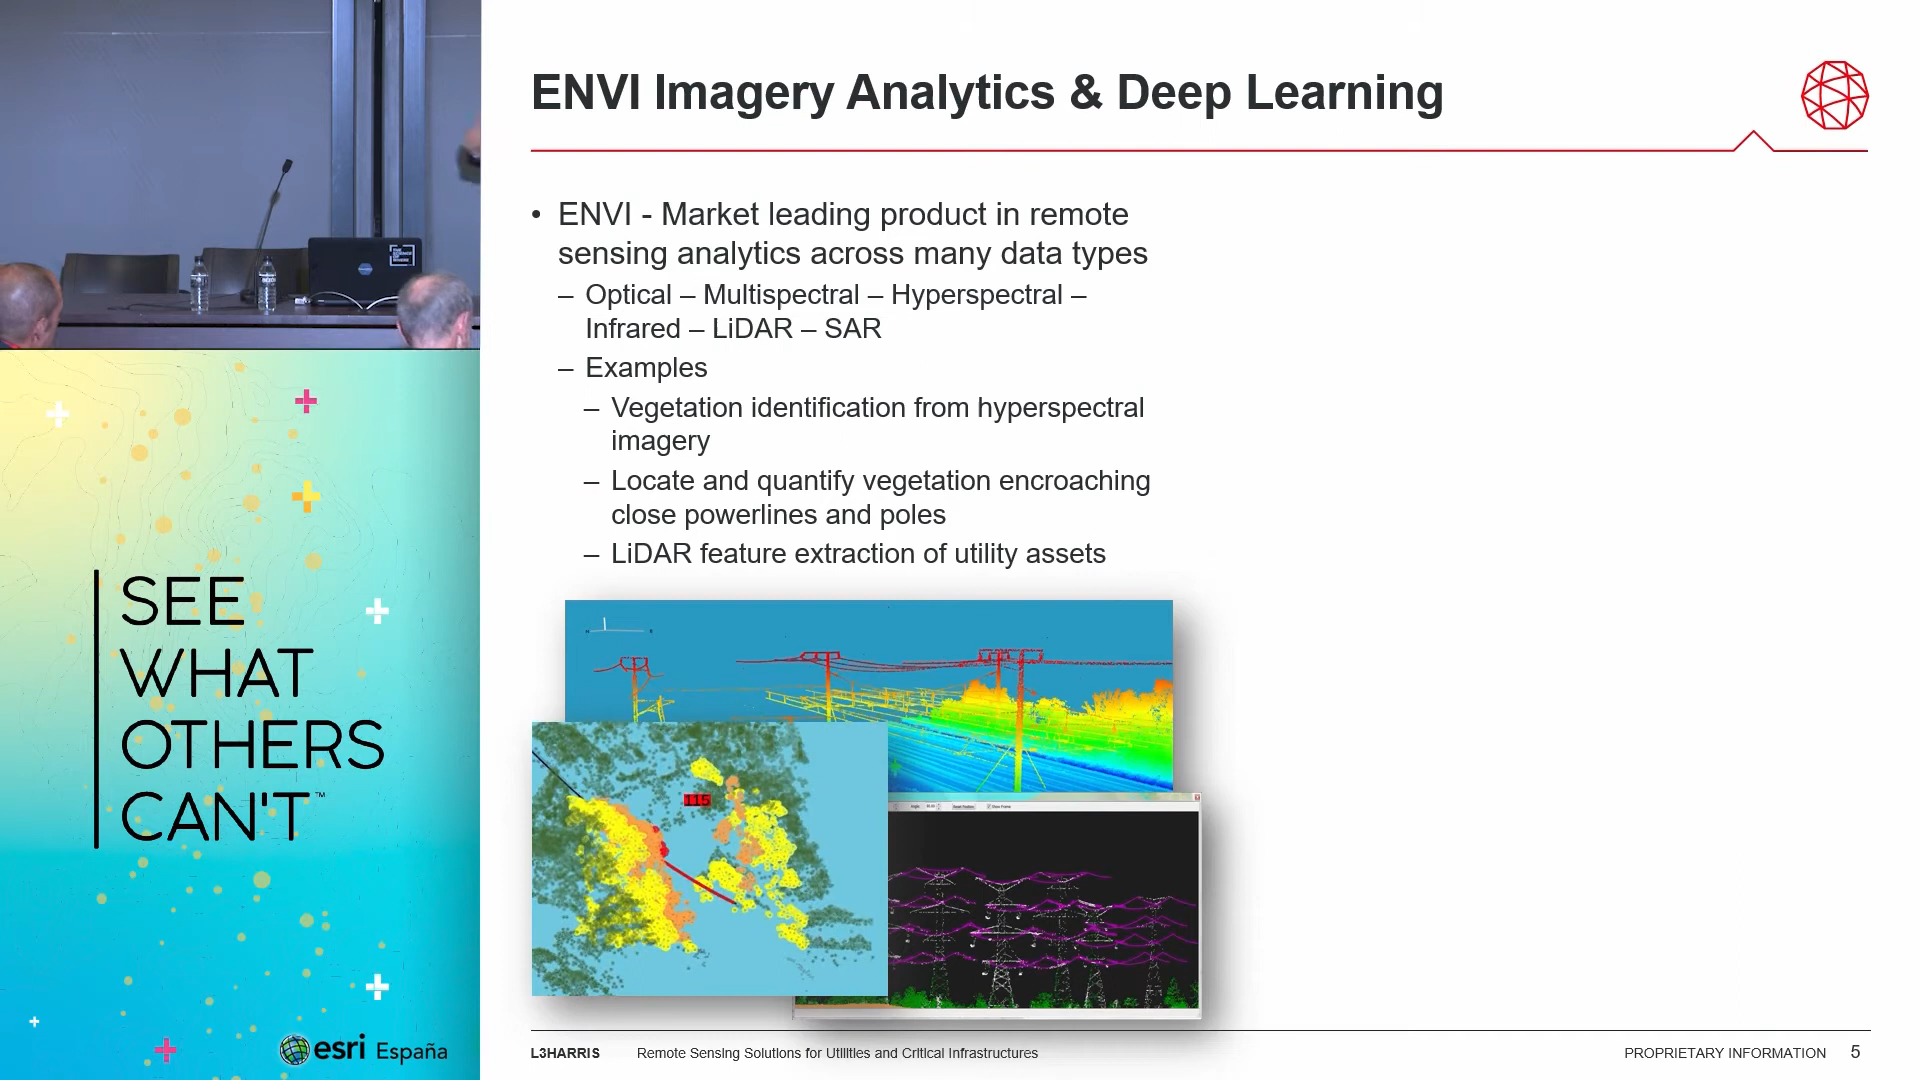 ENVI Imagery Analytics & Deep Learning
• ENVI - Market leading product in remote
sensing analytics across many data types
– Optical – Multispectral – Hyperspectral –
Infrared – LiDAR – SAR
– Examples
– Vegetation identification from hyperspectral
imagery
– Locate and quantify vegetation encroaching
close powerlines and poles
– LiDAR feature extraction of utility assets
115
SEE
WHAT
OTHERS
CAN'T™
esri España
L3HARRIS Remote Sensing Solutions for Utilities and Critical Infrastructures PROPRIETARY INFORMATION 5